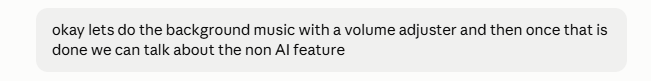 okay lets do the background music with a volume adjuster and then once that is
done we can talk about the non AI feature